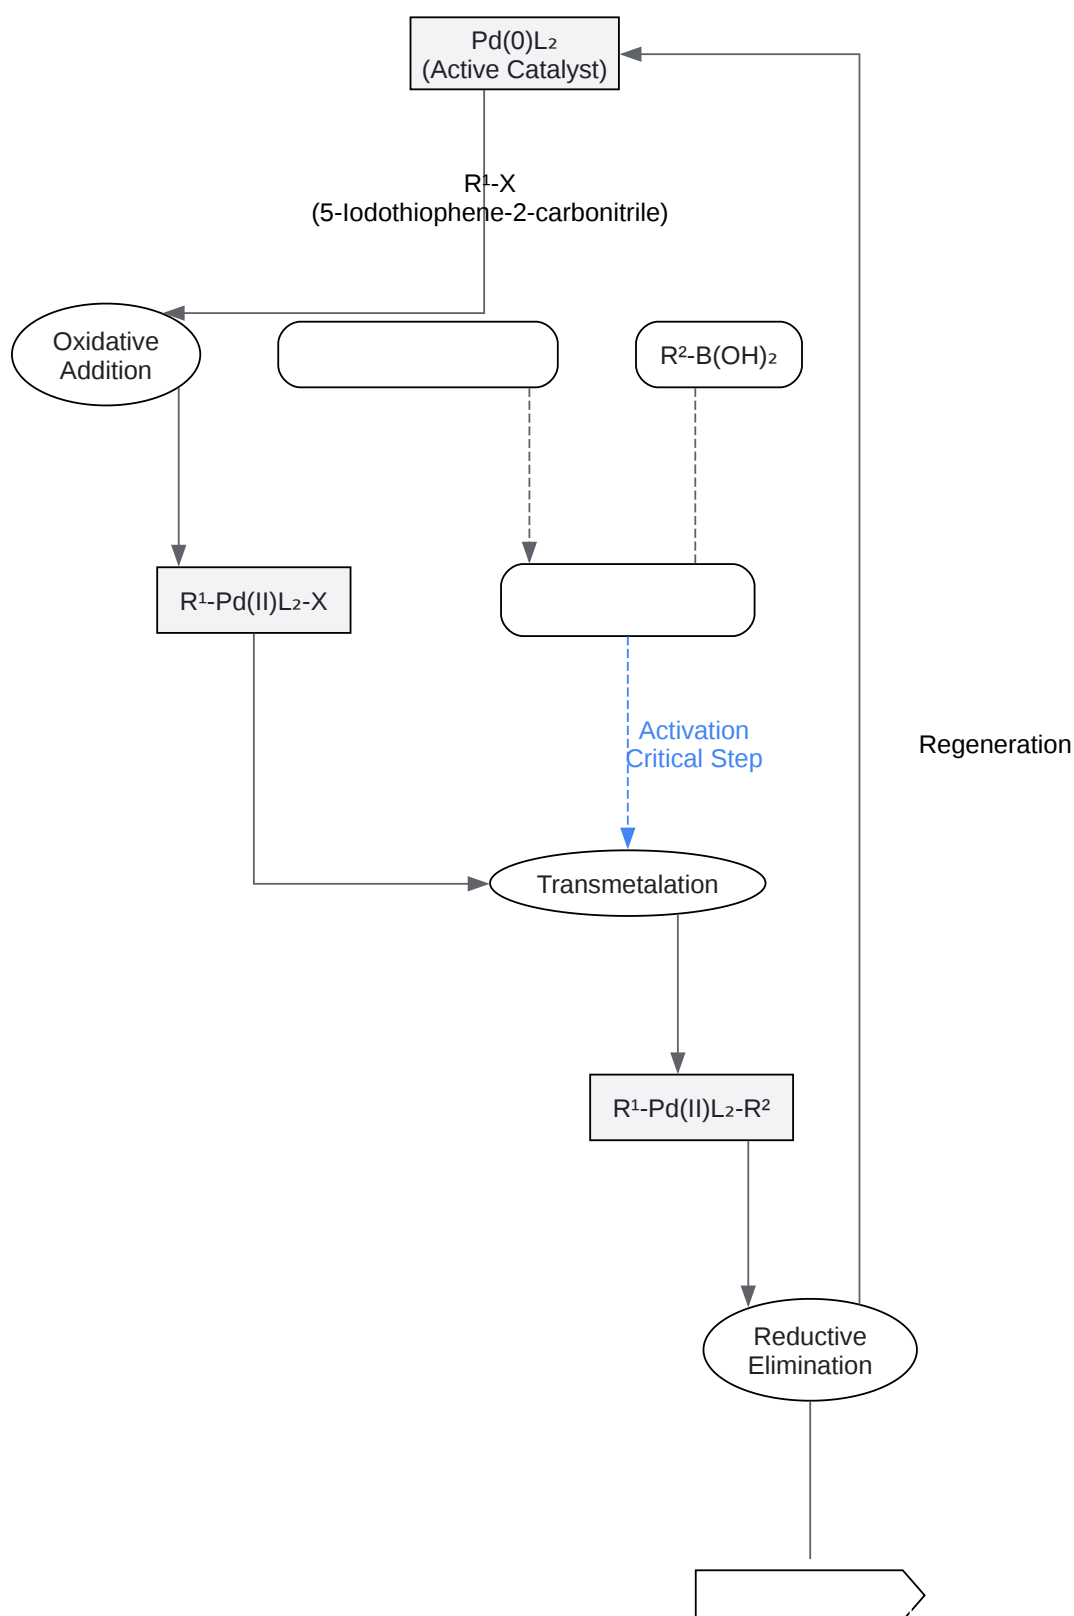 Pd(0)L₂
(Active Catalyst)
R¹-X
(5-Iodothiophene-2-carbonitrile)
Oxidative
Addition
R²-B(OH)₂
R¹-Pd(II)L₂-X
Activation
Critical Step
Regeneration
Transmetalation
R¹-Pd(II)L₂-R²
Reductive
Elimination